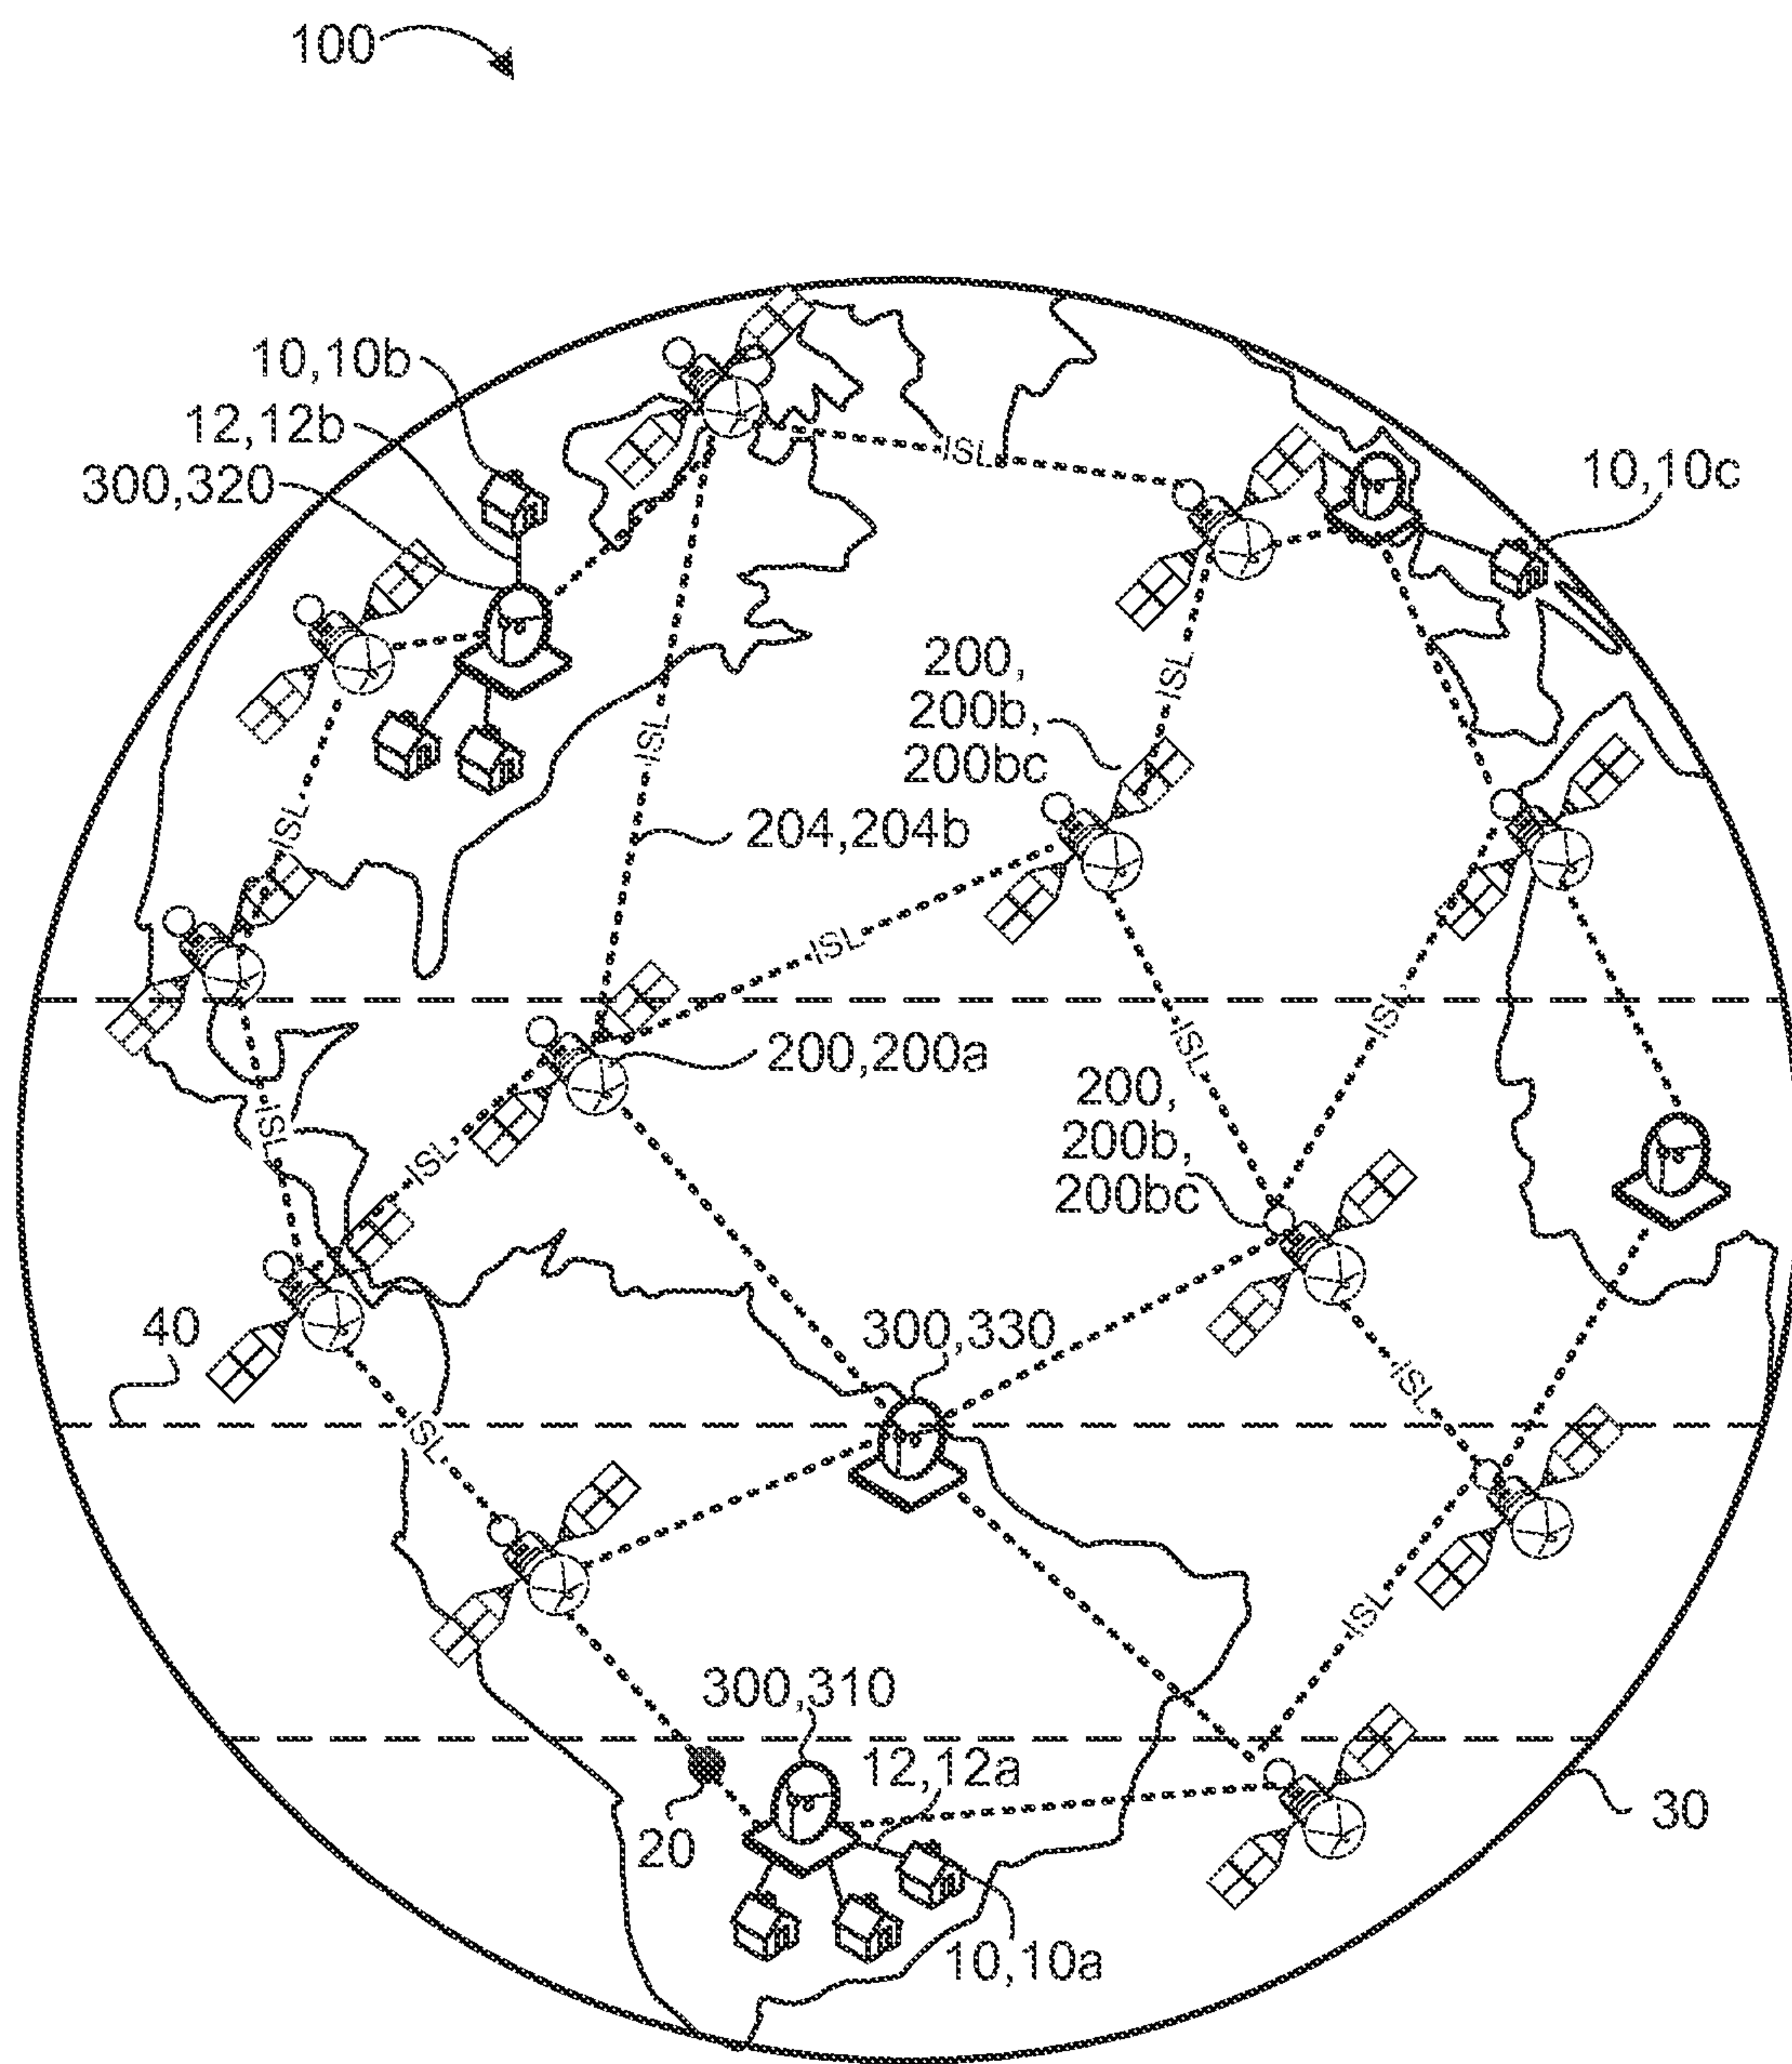 100
10,10b
12,12b
300,320
10,10c
ISL
200,
200b,
200bc
ISL
ISL
204,204b
ISL
ISL
200,200a
ISL
ISL
200,
200b,
200bc
ISL
ISL
40
300,330
ISL
ISL
ISL
300,310
12,12a
20
30
10,10a